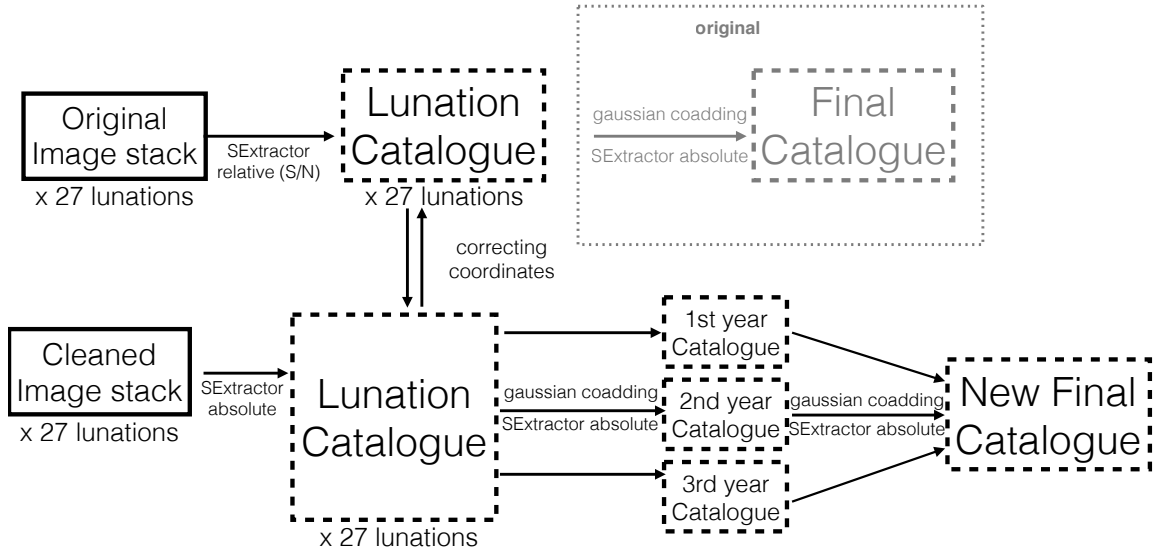 original
Original
Image stack
x 27 lunations
SExtractor
relative (S/N)
Lunation
Catalogue
x 27 lunations
gaussian coadding
SExtractor absolute
Final
Catalogue
correcting
coordinates
Cleaned
Image stack
x 27 lunations
SExtractor
absolute
Lunation
Catalogue
x 27 lunations
gaussian coadding
SExtractor absolute
1st year
Catalogue
2nd year
Catalogue
3rd year
Catalogue
gaussian coadding
SExtractor absolute
New Final
Catalogue